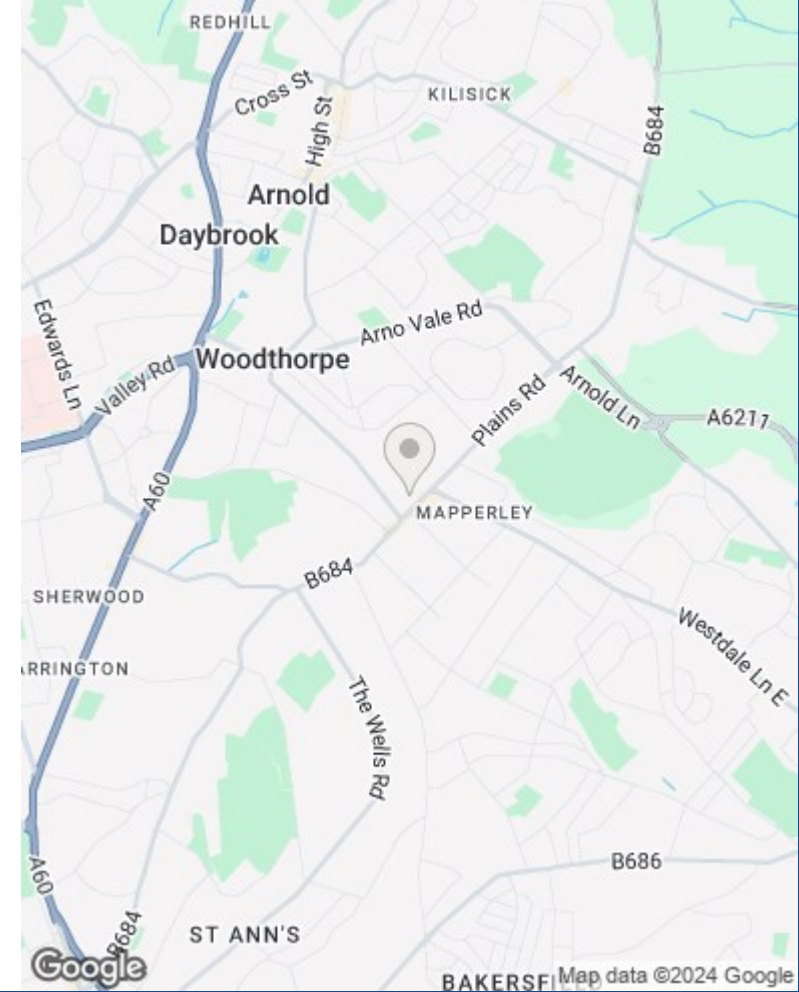 REDHILL
Cross St
KILISICK
High St
B684
Arnold
Daybrook
Edwards Ln
Arno Vale Rd
Woodthorpe
Valley Rd
Plains Rd
Arnold Ln
A6211
A60
MAPPERLEY
B684
SHERWOOD
Westdale Ln E
ARRINGTON
The Wells Rd
B686
A60
B684
ST ANN'S
Google
BAKERSFI
Map data ©2024 Google